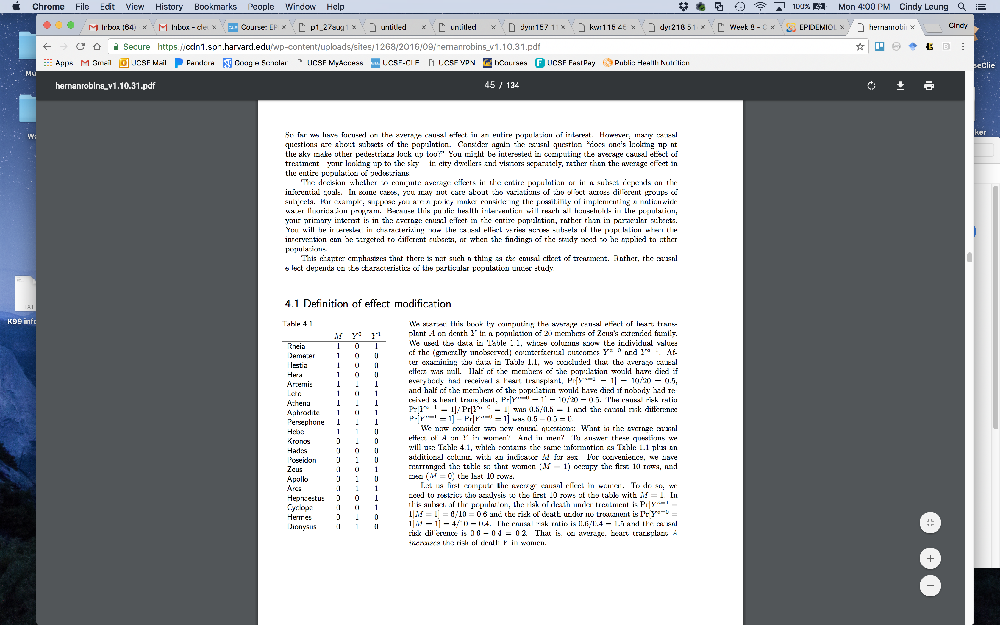 Chrome File Edit View History Bookmarks People Window Help 100% Mon 4:00 PM Cindy Leung
Inbox (64) Inbox - cle CLE Course: EP p1_27aug1 untitled untitled dym157 1 kwr115 45 dyr218 51 Week 8 - C EPIDEMIOL hernanrobi Cindy
Secure https://cdn1.sph.harvard.edu/wp-content/uploads/sites/1268/2016/09/hernanrobins_v1.10.31.pdf
Apps Gmail UCSF Mail Pandora Google Scholar UCSF MyAccess CLE UCSF-CLE UCSF VPN Cal bCourses UCSF FastPay Public Health Nutrition
seClie
Mu
hernanrobins_v1.10.31.pdf 45 / 134
ker
Wo
TXT
K99 info
So far we have focused on the average causal effect in an entire population of interest. However, many causal
questions are about subsets of the population. Consider again the causal question “does one’s looking up at
the sky make other pedestrians look up too?” You might be interested in computing the average causal effect of
treatment—your looking up to the sky— in city dwellers and visitors separately, rather than the average effect in
the entire population of pedestrians.
The decision whether to compute average effects in the entire population or in a subset depends on the
inferential goals. In some cases, you may not care about the variations of the effect across different groups of
subjects. For example, suppose you are a policy maker considering the possibility of implementing a nationwide
water fluoridation program. Because this public health intervention will reach all households in the population,
your primary interest is in the average causal effect in the entire population, rather than in particular subsets.
You will be interested in characterizing how the causal effect varies across subsets of the population when the
intervention can be targeted to different subsets, or when the findings of the study need to be applied to other
populations.
This chapter emphasizes that there is not such a thing as the causal effect of treatment. Rather, the causal
effect depends on the characteristics of the particular population under study.
4.1 Definition of effect modification
Table 4.1
M Y⁰ Y¹
Rheia 1 0 1
Demeter 1 0 0
Hestia 1 0 0
Hera 1 0 0
Artemis 1 1 1
Leto 1 0 1
Athena 1 1 1
Aphrodite 1 0 1
Persephone 1 1 1
Hebe 1 1 0
Kronos 0 1 0
Hades 0 0 0
Poseidon 0 1 0
Zeus 0 0 1
Apollo 0 1 0
Ares 0 1 1
Hephaestus 0 0 1
Cyclope 0 0 1
Hermes 0 1 0
Dionysus 0 1 0
We started this book by computing the average causal effect of heart trans-
plant A on death Y in a population of 20 members of Zeus’s extended family.
We used the data in Table 1.1, whose columns show the individual values
of the (generally unobserved) counterfactual outcomes Yᵃ⁼⁰ and Yᵃ⁼¹. Af-
ter examining the data in Table 1.1, we concluded that the average causal
effect was null. Half of the members of the population would have died if
everybody had received a heart transplant, Pr[Yᵃ⁼¹ = 1] = 10/20 = 0.5,
and half of the members of the population would have died if nobody had re-
ceived a heart transplant, Pr[Yᵃ⁼⁰ = 1] = 10/20 = 0.5. The causal risk ratio
Pr[Yᵃ⁼¹ = 1]/ Pr[Yᵃ⁼⁰ = 1] was 0.5/0.5 = 1 and the causal risk difference
Pr[Yᵃ⁼¹ = 1] − Pr[Yᵃ⁼⁰ = 1] was 0.5 − 0.5 = 0.
We now consider two new causal questions: What is the average causal
effect of A on Y in women? And in men? To answer these questions we
will use Table 4.1, which contains the same information as Table 1.1 plus an
additional column with an indicator M for sex. For convenience, we have
rearranged the table so that women (M = 1) occupy the first 10 rows, and
men (M = 0) the last 10 rows.
Let us first compute the average causal effect in women. To do so, we
need to restrict the analysis to the first 10 rows of the table with M = 1. In
this subset of the population, the risk of death under treatment is Pr[Yᵃ⁼¹ =
1|M = 1] = 6/10 = 0.6 and the risk of death under no treatment is Pr[Yᵃ⁼⁰ =
1|M = 1] = 4/10 = 0.4. The causal risk ratio is 0.6/0.4 = 1.5 and the causal
risk difference is 0.6 − 0.4 = 0.2. That is, on average, heart transplant A
increases the risk of death Y in women.